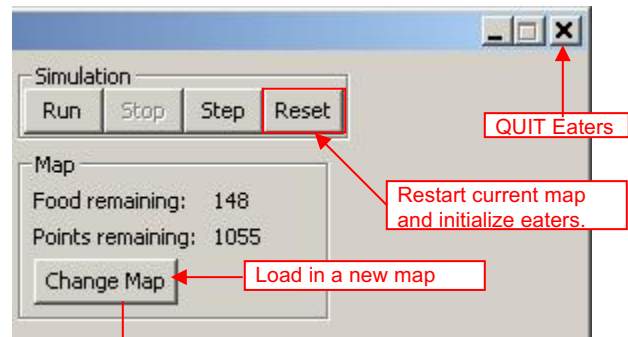 Simulation
Run Stop Step Reset
QUIT Eaters
Map
Food remaining: 148
Restart current map
and initialize eaters.
Points remaining: 1055
Change Map
Load in a new map